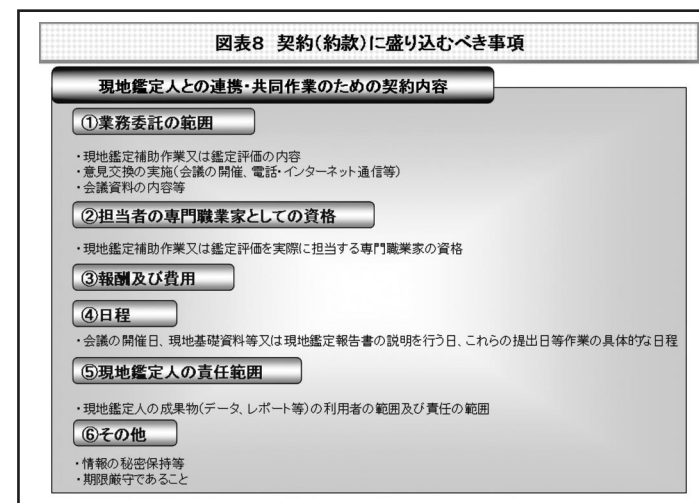 図表8 契約(約款)に盛り込むべき事項
現地鑑定人との連携・共同作業のための契約内容
①業務委託の範囲
・現地鑑定補助作業又は鑑定評価の内容
・意見交換の実施(会議の開催、電話・インターネット通信等)
・会議資料の内容等
②担当者の専門職業家としての資格
・現地鑑定補助作業又は鑑定評価を実際に担当する専門職業家の資格
③報酬及び費用
④日程
・会議の開催日、現地基礎資料等又は現地鑑定報告書の説明を行う日、これらの提出日等作業の具体的な日程
⑤現地鑑定人の責任範囲
・現地鑑定人の成果物(データ、レポート等)の利用者の範囲及び責任の範囲
⑥その他
・情報の秘密保持等
・期限厳守であること